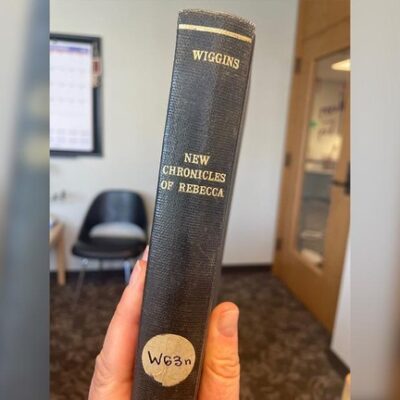 WIGGINS
NEW
CHRONICLES
OF REBECCA
W63n